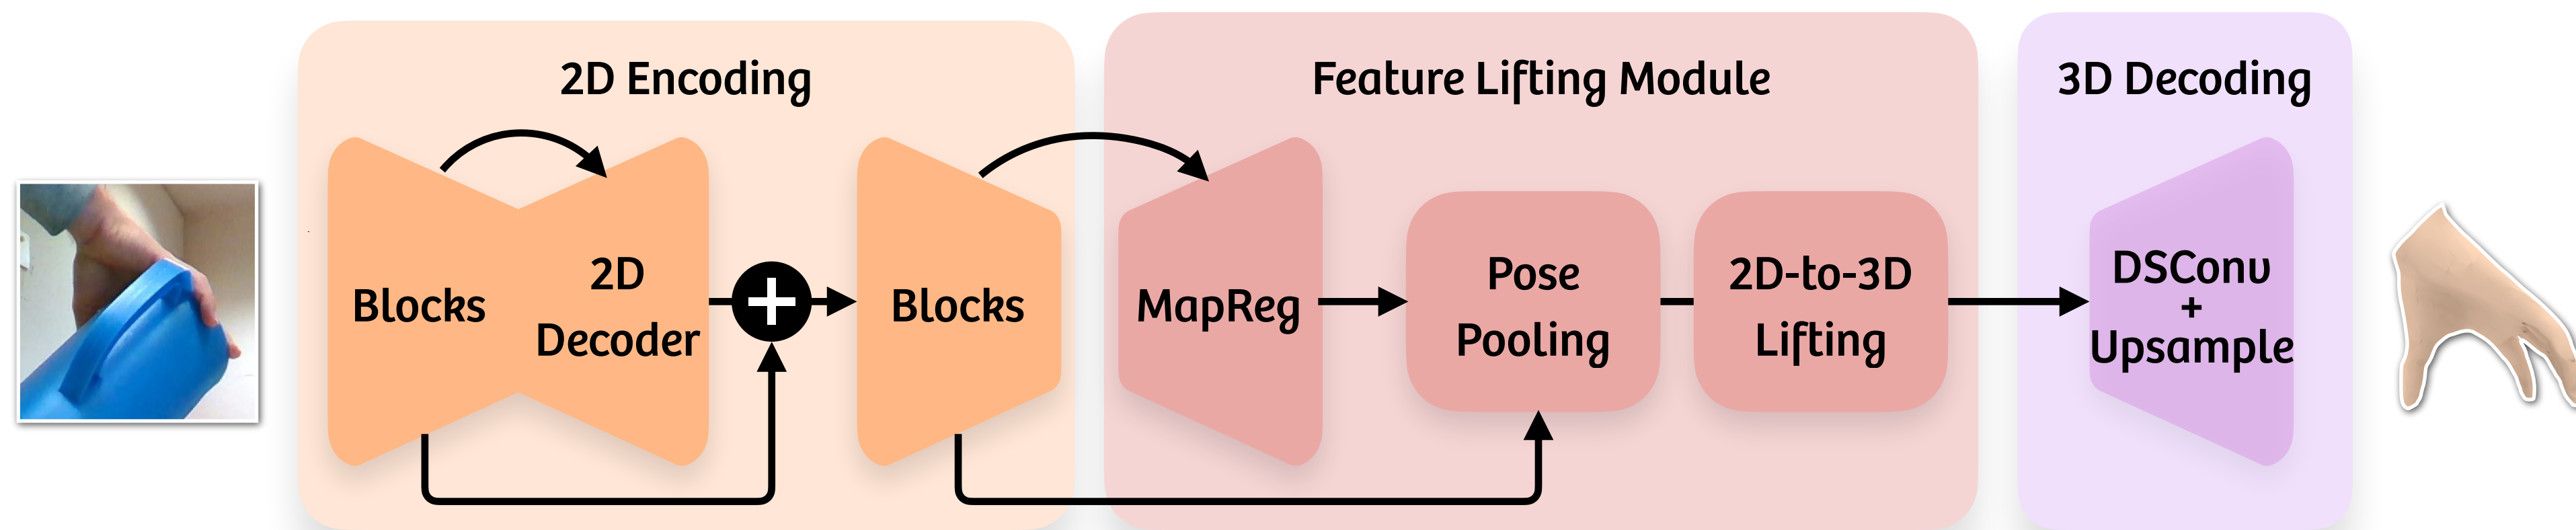 2D Encoding
Feature Lifting Module
3D Decoding
Blocks
2D
Decoder
+
Blocks
MapReg
Pose
Pooling
2D-to-3D
Lifting
DSConv
+
Upsample